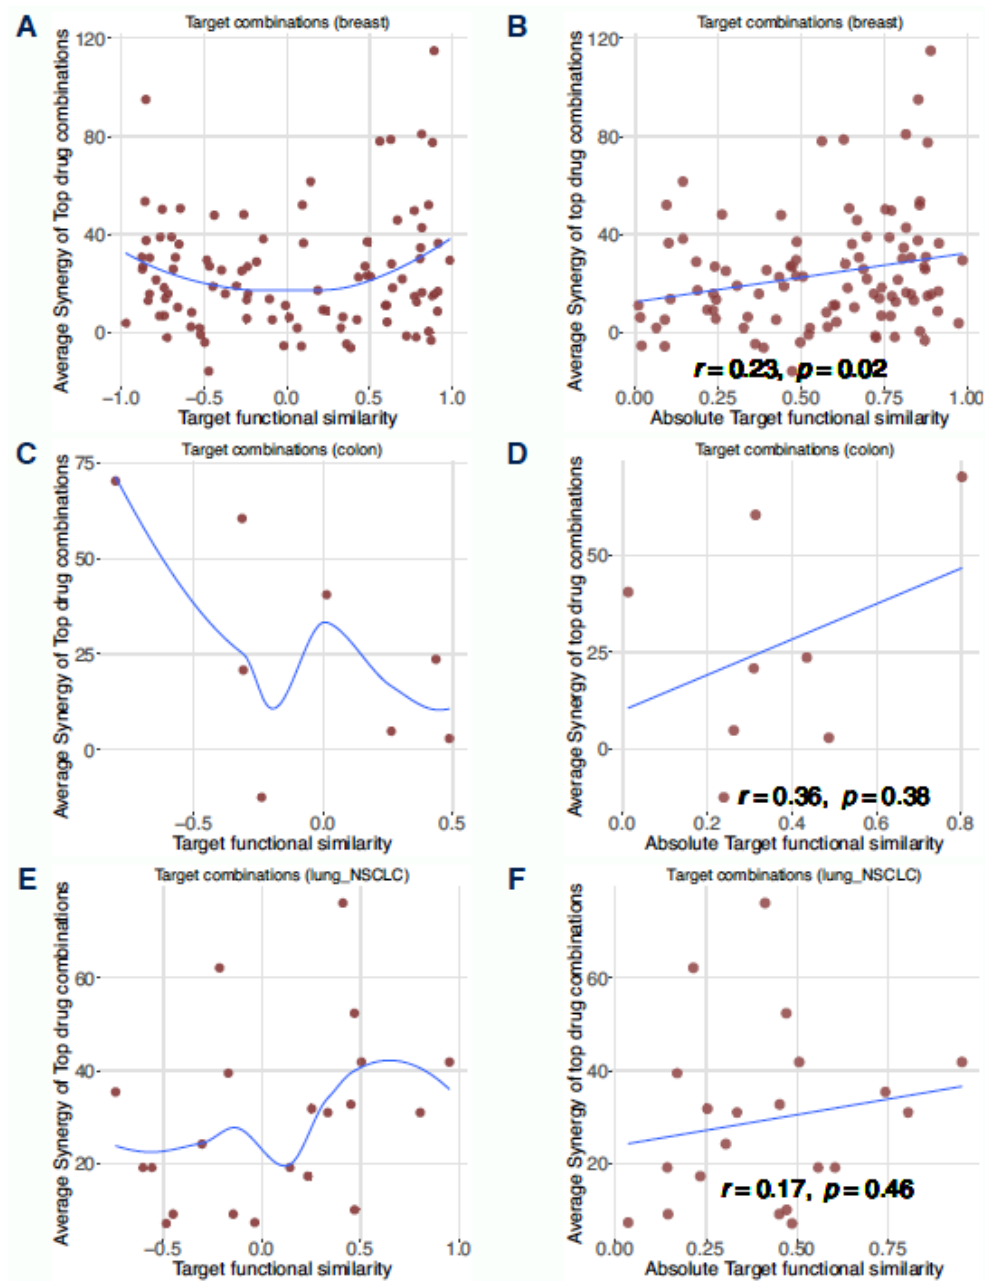 A
Target combinations (breast)
Average Synergy of Top drug combinations
120
80
40
0
−1.0 −0.5 0.0 0.5 1.0
Target functional similarity
B
Target combinations (breast)
Average Synergy of top drug combinations
120
80
40
0
r = 0.23, p = 0.02
0.00 0.25 0.50 0.75 1.00
Absolute Target functional similarity
C
Target combinations (colon)
Average Synergy of Top drug combinations
75
50
25
0
−0.5 0.0 0.5
Target functional similarity
D
Target combinations (colon)
Average Synergy of top drug combinations
50
25
0
r = 0.36, p = 0.38
0.0 0.2 0.4 0.6 0.8
Absolute Target functional similarity
E
Target combinations (lung_NSCLC)
Average Synergy of Top drug combinations
60
40
20
−0.5 0.0 0.5 1.0
Target functional similarity
F
Target combinations (lung_NSCLC)
Average Synergy of top drug combinations
60
40
20
r = 0.17, p = 0.46
0.00 0.25 0.50 0.75
Absolute Target functional similarity